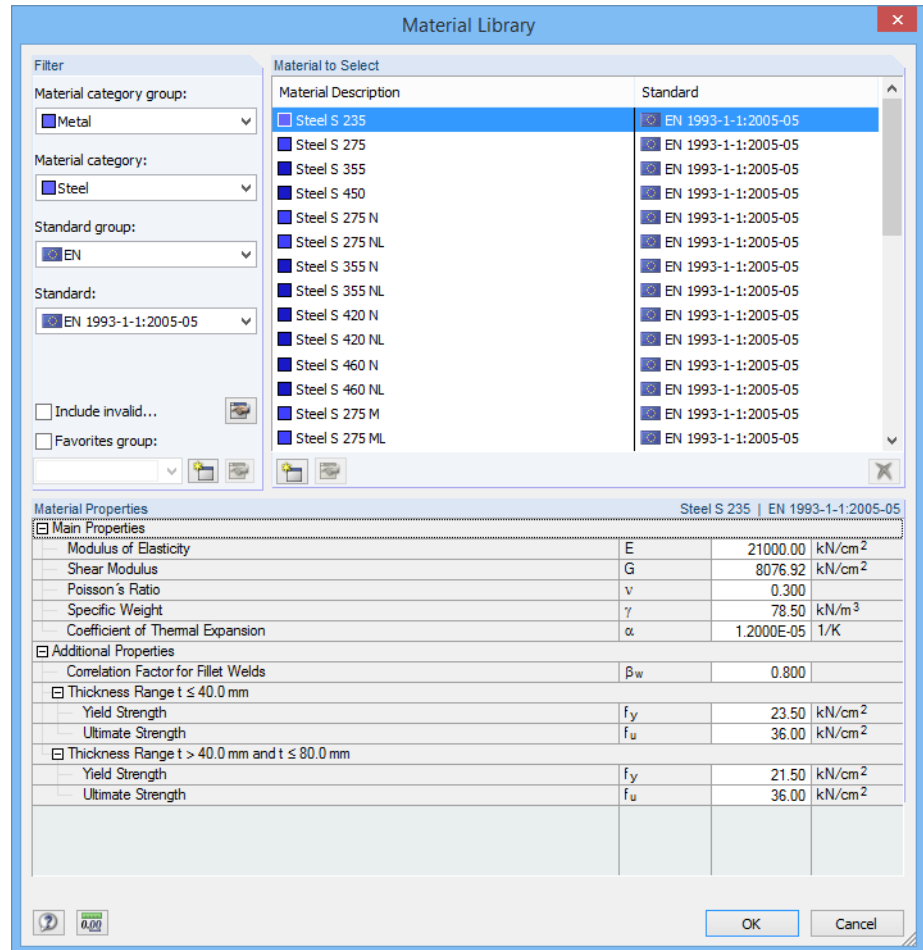 Material Library
Filter
Material category group:
Metal
Material category:
Steel
Standard group:
EN
Standard:
EN 1993-1-1:2005-05
Include invalid...
Favorites group:
Material to Select
Material Description Standard
Steel S 235 EN 1993-1-1:2005-05
Steel S 275 EN 1993-1-1:2005-05
Steel S 355 EN 1993-1-1:2005-05
Steel S 450 EN 1993-1-1:2005-05
Steel S 275 N EN 1993-1-1:2005-05
Steel S 275 NL EN 1993-1-1:2005-05
Steel S 355 N EN 1993-1-1:2005-05
Steel S 355 NL EN 1993-1-1:2005-05
Steel S 420 N EN 1993-1-1:2005-05
Steel S 420 NL EN 1993-1-1:2005-05
Steel S 460 N EN 1993-1-1:2005-05
Steel S 460 NL EN 1993-1-1:2005-05
Steel S 275 M EN 1993-1-1:2005-05
Steel S 275 ML EN 1993-1-1:2005-05
Material Properties Steel S 235 | EN 1993-1-1:2005-05
Main Properties
Modulus of Elasticity E 21000.00 kN/cm²
Shear Modulus G 8076.92 kN/cm²
Poisson´s Ratio ν 0.300
Specific Weight γ 78.50 kN/m³
Coefficient of Thermal Expansion α 1.2000E-05 1/K
Additional Properties
Correlation Factor for Fillet Welds βw 0.800
Thickness Range t ≤ 40.0 mm
Yield Strength fy 23.50 kN/cm²
Ultimate Strength fu 36.00 kN/cm²
Thickness Range t > 40.0 mm and t ≤ 80.0 mm
Yield Strength fy 21.50 kN/cm²
Ultimate Strength fu 36.00 kN/cm²
0.00
OK Cancel